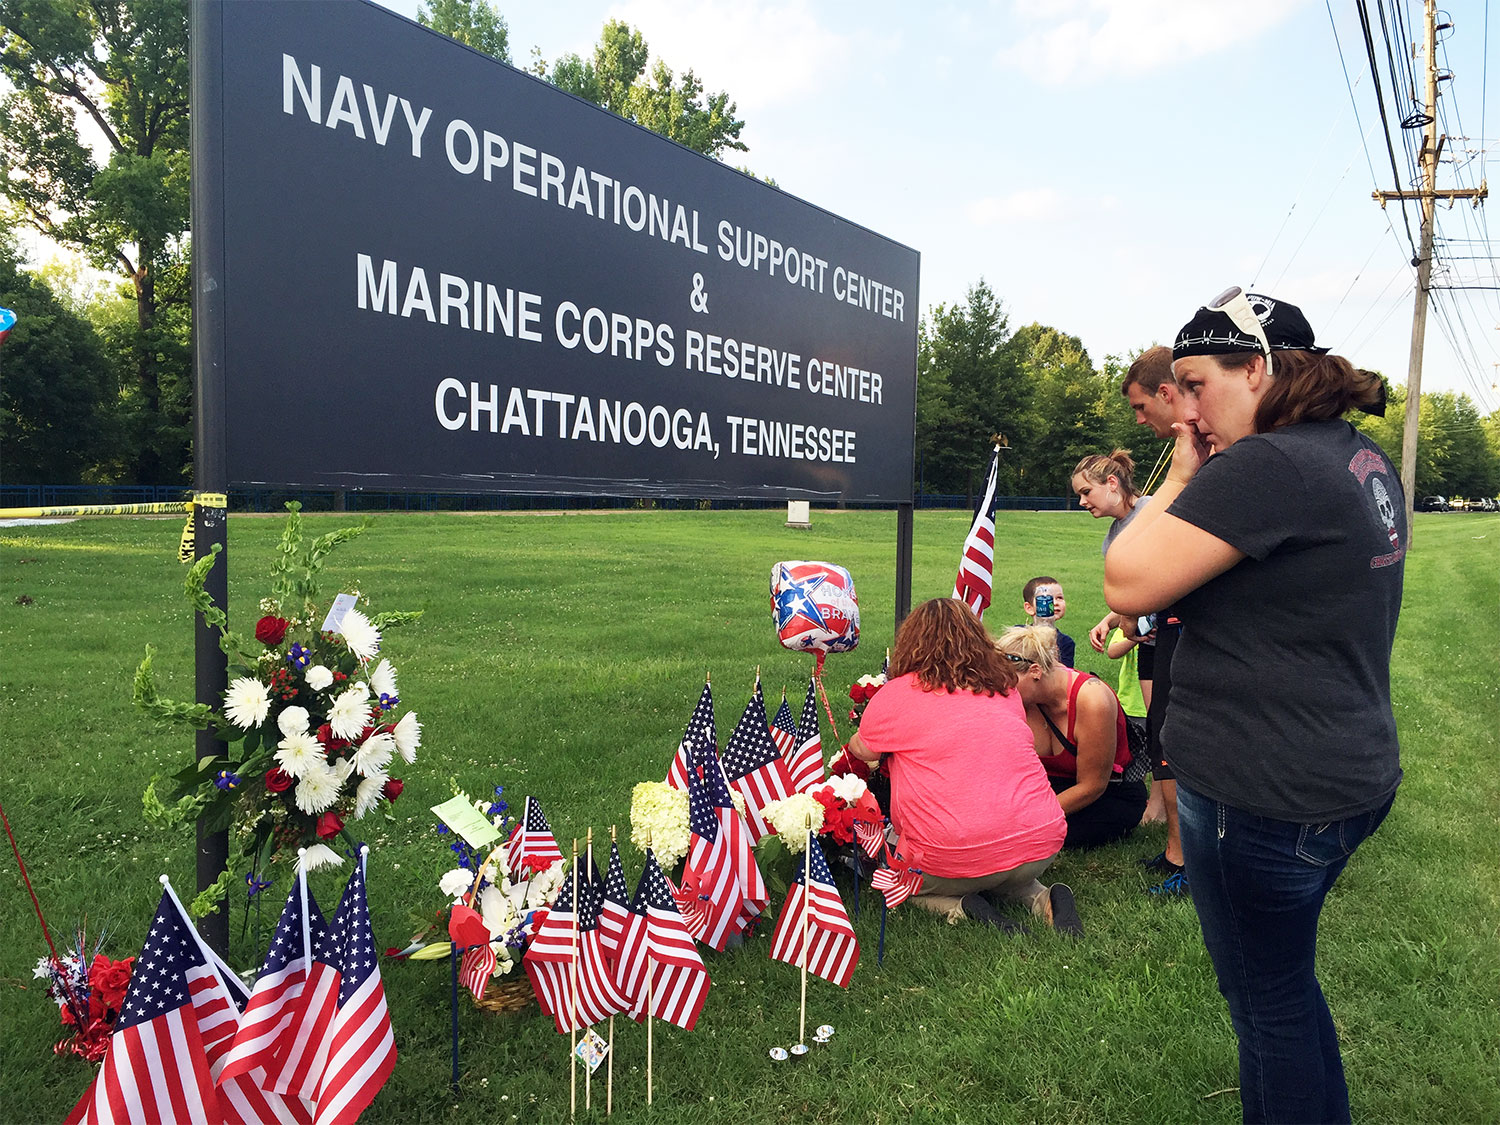 NAVY OPERATIONAL SUPPORT CENTER
&
MARINE CORPS RESERVE CENTER
CHATTANOOGA, TENNESSEE